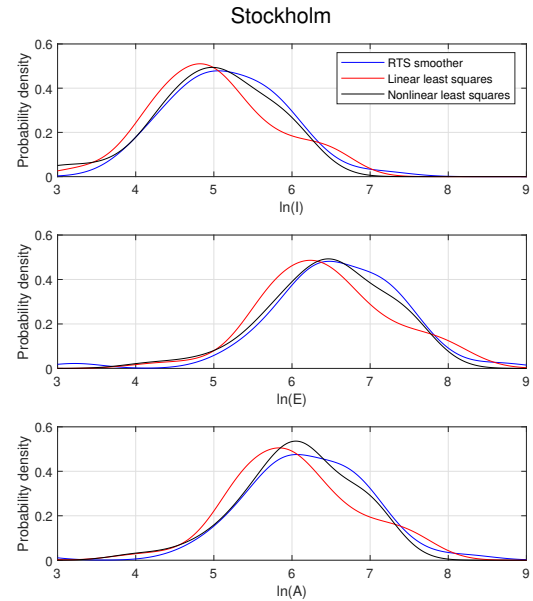 Stockholm
Probability density
0.6
0.4
0.2
0
RTS smoother
Linear least squares
Nonlinear least squares
3 4 5 6 7 8 9
ln(I)
Probability density
0.6
0.4
0.2
0
3 4 5 6 7 8 9
ln(E)
Probability density
0.6
0.4
0.2
0
3 4 5 6 7 8 9
ln(A)